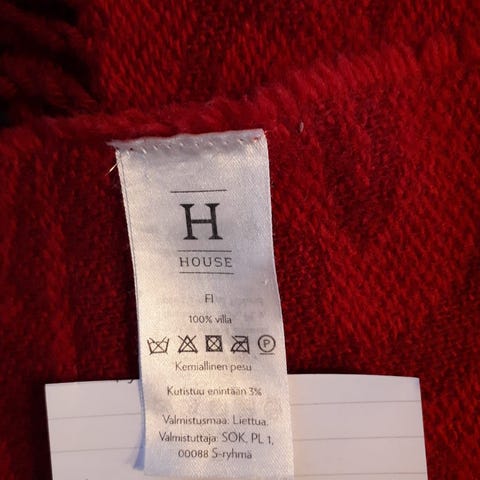 H
HOUSE
FI
100% villa
P
Kemiallinen pesu
Kutistuu enintään 3%
Valmistusmaa: Liettua.
Valmistuttaja: SOK, PL 1,
00088 S-ryhmä